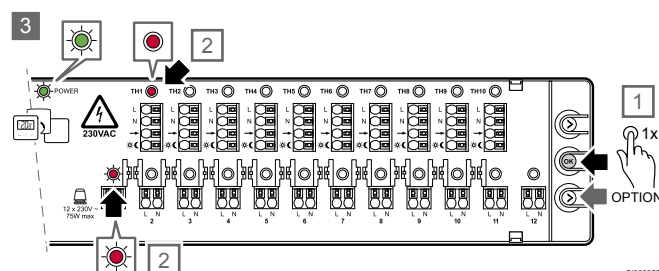 3
2
POWER
TH1 TH2 TH3 TH4 TH5 TH6 TH7 TH8 TH9 TH10
L L L L L L L L L L
N N N N N N N N N N
230VAC
1
1x
OK
OPTION
12 x 230V ~
75W max
L N L N L N L N L N L N L N L N L N L N L N
2 3 4 5 6 7 8 9 10 11 12
2